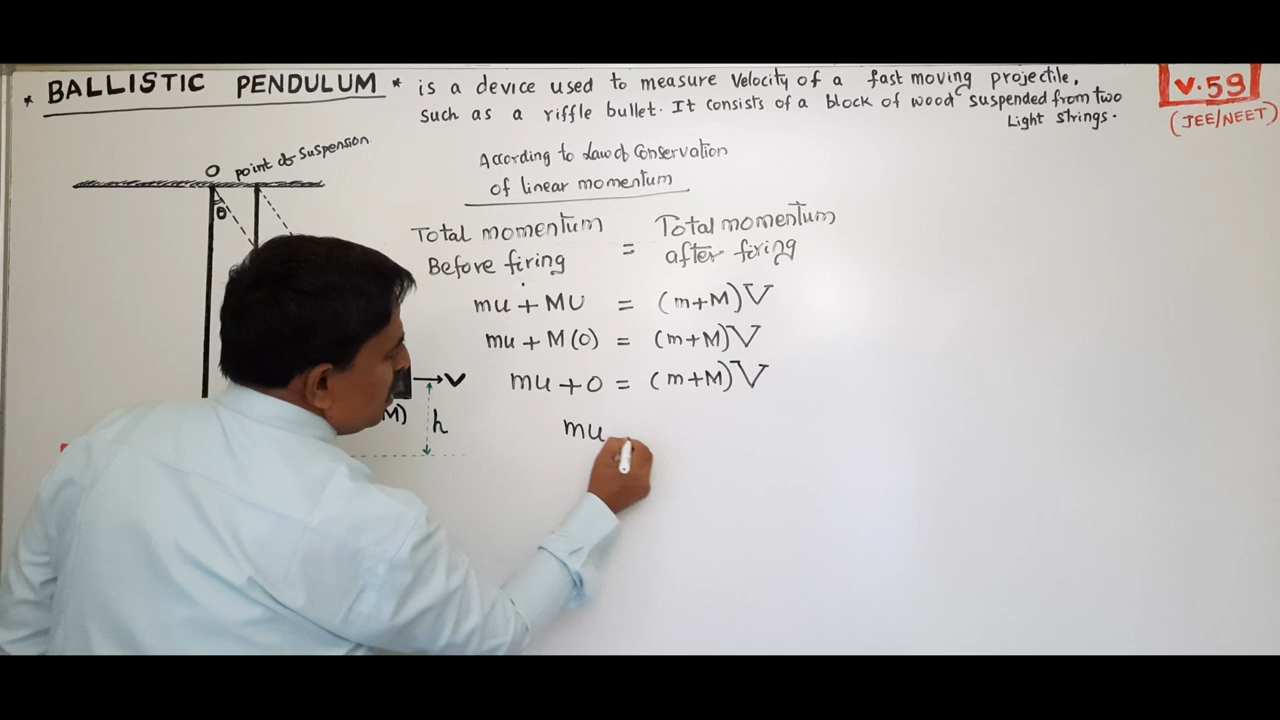 * BALLISTIC PENDULUM * is a device used to measure Velocity of a fast moving projectile,
such as a riffle bullet. It consists of a block of wood suspended from two
Light strings.
V.59
(JEE/NEET)
O point of Suspension
θ
According to Law of Conservation
of linear momentum
Total momentum Before firing = Total momentum after firing
mu + MU = (m+M)V
mu + M(0) = (m+M)V
mu + 0 = (m+M)V
mu
V
M)
h